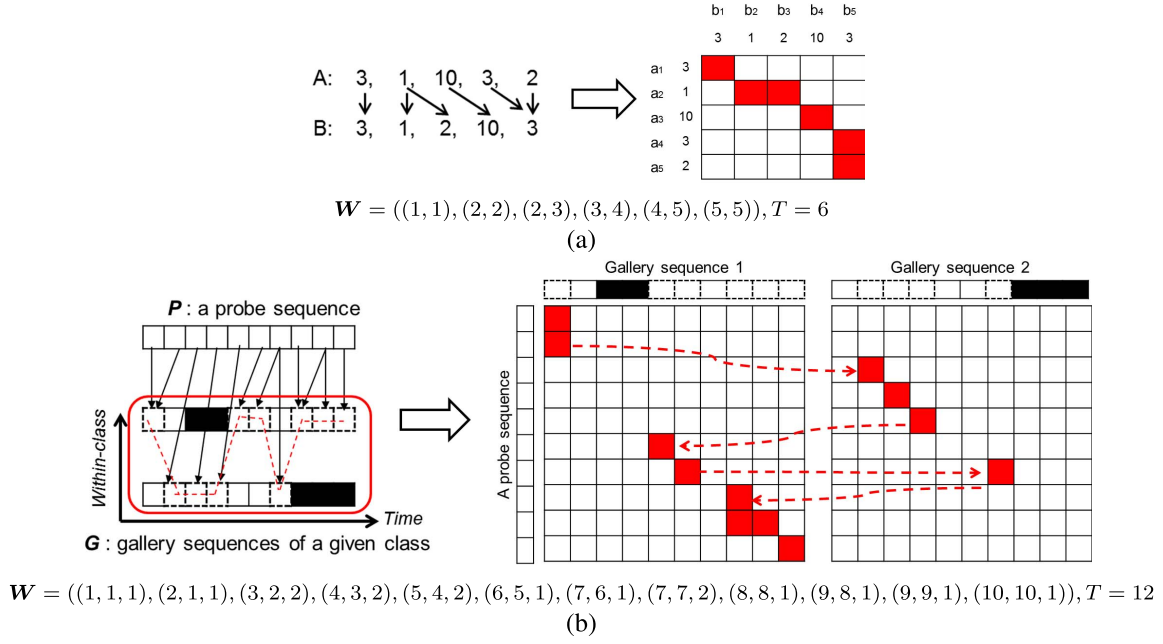 b1 b2 b3 b4 b5
3 1 2 10 3
A: 3, 1, 10, 3, 2
B: 3, 1, 2, 10, 3
a1 3
a2 1
a3 10
a4 3
a5 2
W = ((1, 1), (2, 2), (2, 3), (3, 4), (4, 5), (5, 5)), T = 6
(a)
Gallery sequence 1
Gallery sequence 2
P : a probe sequence
Within-class
Time
G : gallery sequences of a given class
A probe sequence
W = ((1, 1, 1), (2, 1, 1), (3, 2, 2), (4, 3, 2), (5, 4, 2), (6, 5, 1), (7, 6, 1), (7, 7, 2), (8, 8, 1), (9, 8, 1), (9, 9, 1), (10, 10, 1)), T = 12
(b)